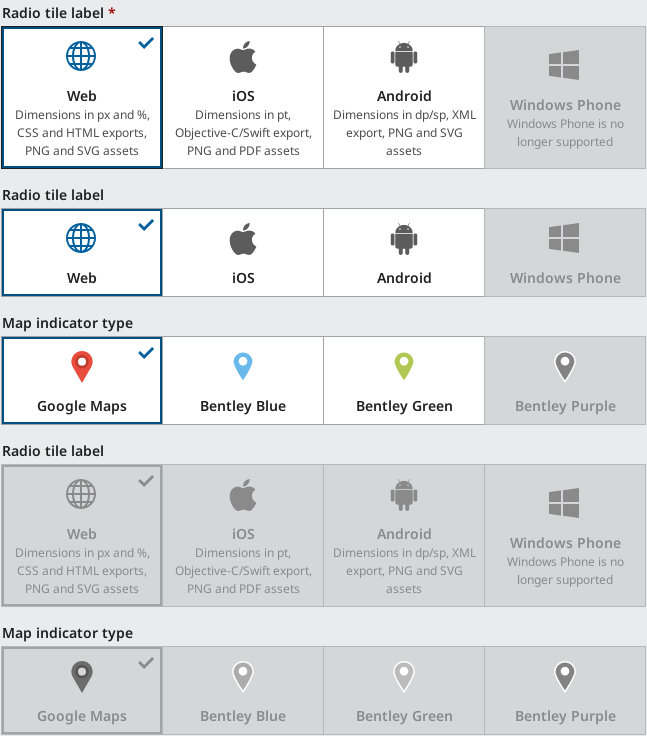 Radio tile label *
Web
Dimensions in px and %,
CSS and HTML exports,
PNG and SVG assets
iOS
Dimensions in pt,
Objective-C/Swift export,
PNG and PDF assets
Android
Dimensions in dp/sp, XML
export, PNG and SVG
assets
Windows Phone
Windows Phone is no
longer supported
Radio tile label
Web
iOS
Android
Windows Phone
Map indicator type
Google Maps
Bentley Blue
Bentley Green
Bentley Purple
Radio tile label
Web
Dimensions in px and %,
CSS and HTML exports,
PNG and SVG assets
iOS
Dimensions in pt,
Objective-C/Swift export,
PNG and PDF assets
Android
Dimensions in dp/sp, XML
export, PNG and SVG
assets
Windows Phone
Windows Phone is no
longer supported
Map indicator type
Google Maps
Bentley Blue
Bentley Green
Bentley Purple